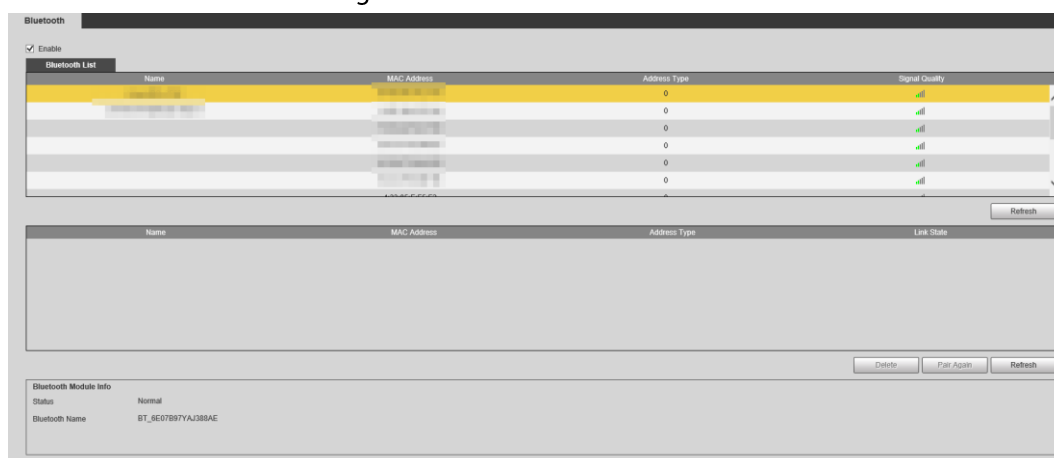 Bluetooth
Enable
Bluetooth List
Name MAC Address Address Type Signal Quality
0
0
0
0
0
0
Refresh
Name MAC Address Address Type Link State
Delete Pair Again Refresh
Bluetooth Module Info
Status Normal
Bluetooth Name BT_6E07B97YAJ388AE